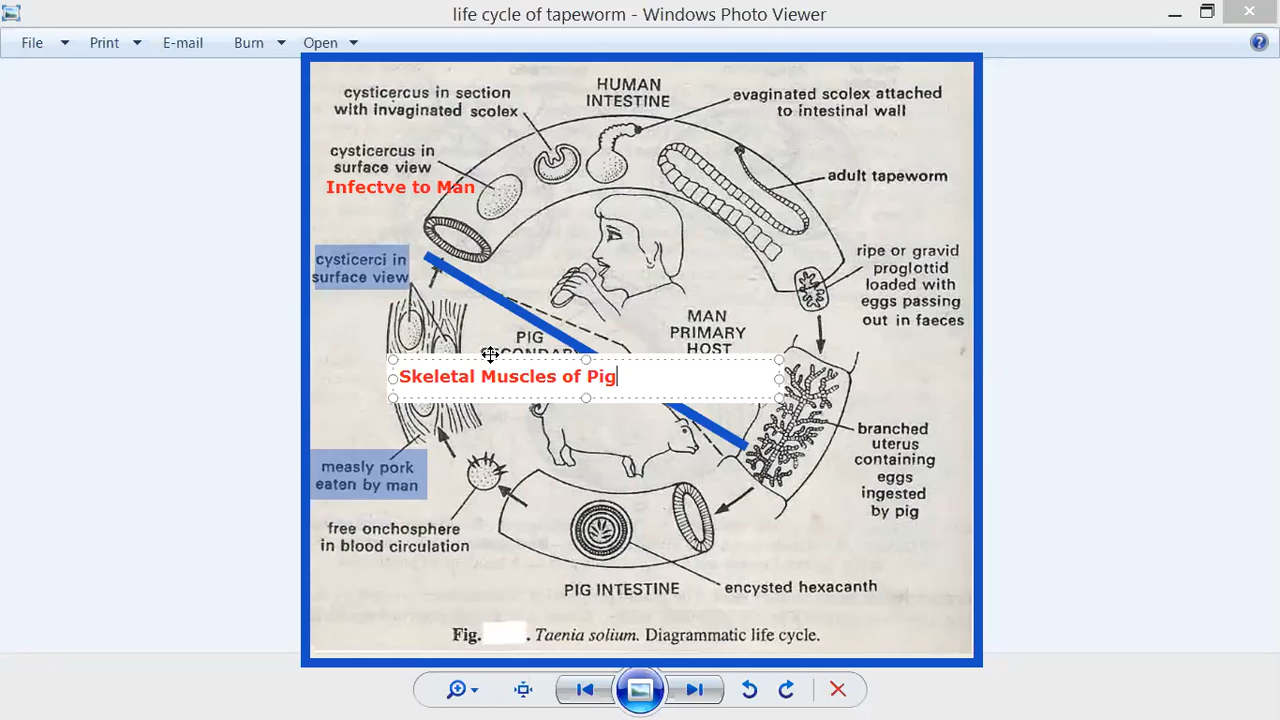 life cycle of tapeworm - Windows Photo Viewer
File Print E-mail Burn Open
HUMAN
INTESTINE
cysticercus in section
with invaginated scolex
evaginated scolex attached
to intestinal wall
cysticercus in
surface view
Infectve to Man
adult tapeworm
cysticerci in
surface view
ripe or gravid
proglottid
loaded with
eggs passing
out in faeces
MAN
PRIMARY
HOST
PIG
SECONDARY
Skeletal Muscles of Pig
branched
uterus
containing
eggs
ingested
by pig
measly pork
eaten by man
free onchosphere
in blood circulation
PIG INTESTINE
encysted hexacanth
Fig. . Taenia solium. Diagrammatic life cycle.